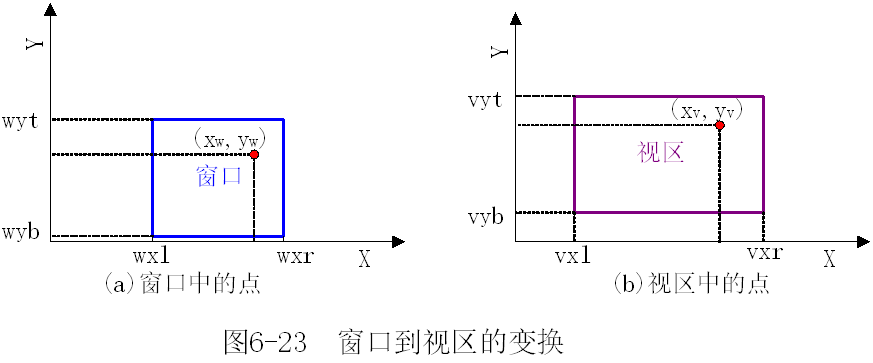 Y
wyt
(xw, yw)
窗口
wyb
wxl
wxr
X
(a)窗口中的点
Y
vyt
(xv, yv)
视区
vyb
vxl
vxr
X
(b)视区中的点
图6-23 窗口到视区的变换